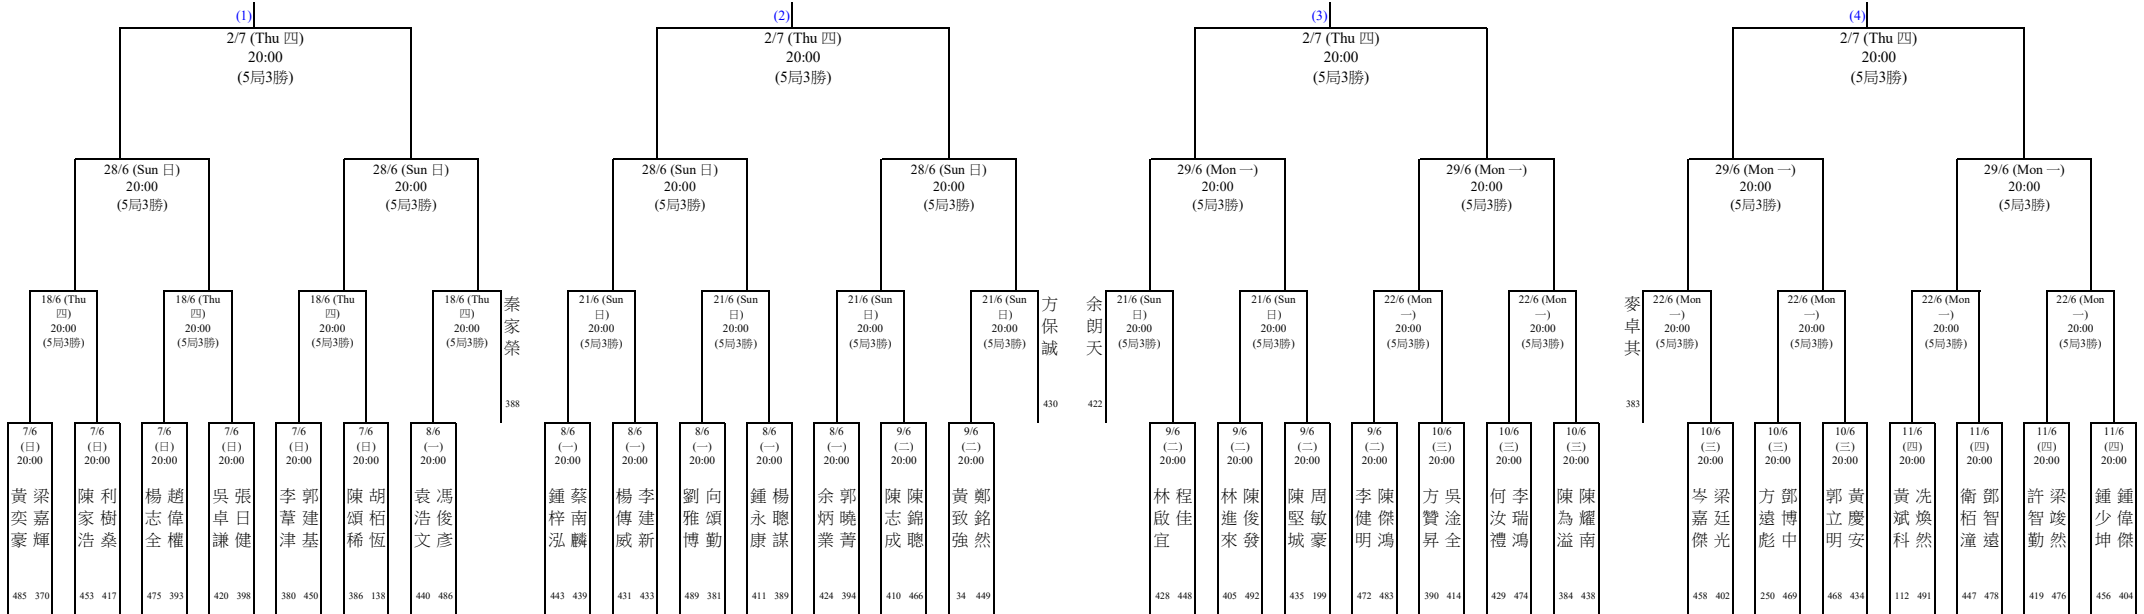 (1)
(2)
(3)
(4)
2/7 (Thu 四)
20:00
(5局3勝)
2/7 (Thu 四)
20:00
(5局3勝)
2/7 (Thu 四)
20:00
(5局3勝)
2/7 (Thu 四)
20:00
(5局3勝)
28/6 (Sun 日)
20:00
(5局3勝)
28/6 (Sun 日)
20:00
(5局3勝)
28/6 (Sun 日)
20:00
(5局3勝)
28/6 (Sun 日)
20:00
(5局3勝)
29/6 (Mon 一)
20:00
(5局3勝)
29/6 (Mon 一)
20:00
(5局3勝)
29/6 (Mon 一)
20:00
(5局3勝)
29/6 (Mon 一)
20:00
(5局3勝)
18/6 (Thu
四)
20:00
(5局3勝)
18/6 (Thu
四)
20:00
(5局3勝)
18/6 (Thu
四)
20:00
(5局3勝)
18/6 (Thu
四)
20:00
(5局3勝)
秦家榮
388
21/6 (Sun
日)
20:00
(5局3勝)
21/6 (Sun
日)
20:00
(5局3勝)
21/6 (Sun
日)
20:00
(5局3勝)
21/6 (Sun
日)
20:00
(5局3勝)
方保誠
430
余朗天
422
21/6 (Sun
日)
20:00
(5局3勝)
21/6 (Sun
日)
20:00
(5局3勝)
22/6 (Mon
一)
20:00
(5局3勝)
22/6 (Mon
一)
20:00
(5局3勝)
麥卓其
383
22/6 (Mon
一)
20:00
(5局3勝)
22/6 (Mon
一)
20:00
(5局3勝)
22/6 (Mon
一)
20:00
(5局3勝)
22/6 (Mon
一)
20:00
(5局3勝)
7/6
(日)
20:00
黃奕豪
梁嘉輝
485 370
7/6
(日)
20:00
陳家浩
利樹燊
453 417
7/6
(日)
20:00
楊志全
趙偉權
475 393
7/6
(日)
20:00
吳卓謙
張日健
420 398
7/6
(日)
20:00
李葦津
郭建基
380 450
7/6
(日)
20:00
陳頌稀
胡栢恆
386 138
8/6
(一)
20:00
袁浩文
馮俊彥
440 486
8/6
(一)
20:00
鍾梓泓
蔡南麟
443 439
8/6
(一)
20:00
楊傳威
李建新
431 433
8/6
(一)
20:00
劉雅博
向頌勤
489 381
8/6
(一)
20:00
鍾永康
楊聰謀
411 389
8/6
(一)
20:00
余炳業
郭曉菁
424 394
9/6
(二)
20:00
陳志成
陳錦聰
410 466
9/6
(二)
20:00
黃致強
鄭銘然
34 449
9/6
(二)
20:00
林啟宜
程佳
428 448
9/6
(二)
20:00
林進來
陳俊發
405 492
9/6
(二)
20:00
陳堅城
周敏豪
435 199
9/6
(二)
20:00
李健明
陳傑鴻
472 483
10/6
(三)
20:00
方贊昇
吳淦全
390 414
10/6
(三)
20:00
何汝禮
李瑞鴻
429 474
10/6
(三)
20:00
陳為溢
陳耀南
384 438
10/6
(三)
20:00
岑嘉傑
梁廷光
458 402
10/6
(三)
20:00
方遠彪
鄧博中
250 469
10/6
(三)
20:00
郭立明
黃慶安
468 434
11/6
(四)
20:00
黃斌科
冼煥然
112 491
11/6
(四)
20:00
衛栢潼
鄧智遠
447 478
11/6
(四)
20:00
許智勤
梁竣然
419 476
11/6
(四)
20:00
鍾少坤
鍾偉傑
456 404